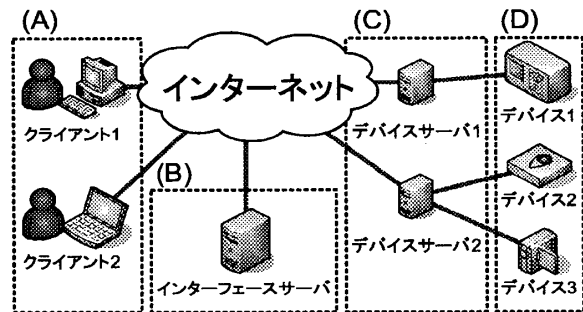 (A)
クライアント1
クライアント2
インターネット
(B)
インターフェースサーバ
(C)
デバイスサーバ1
デバイスサーバ2
(D)
デバイス1
デバイス2
デバイス3